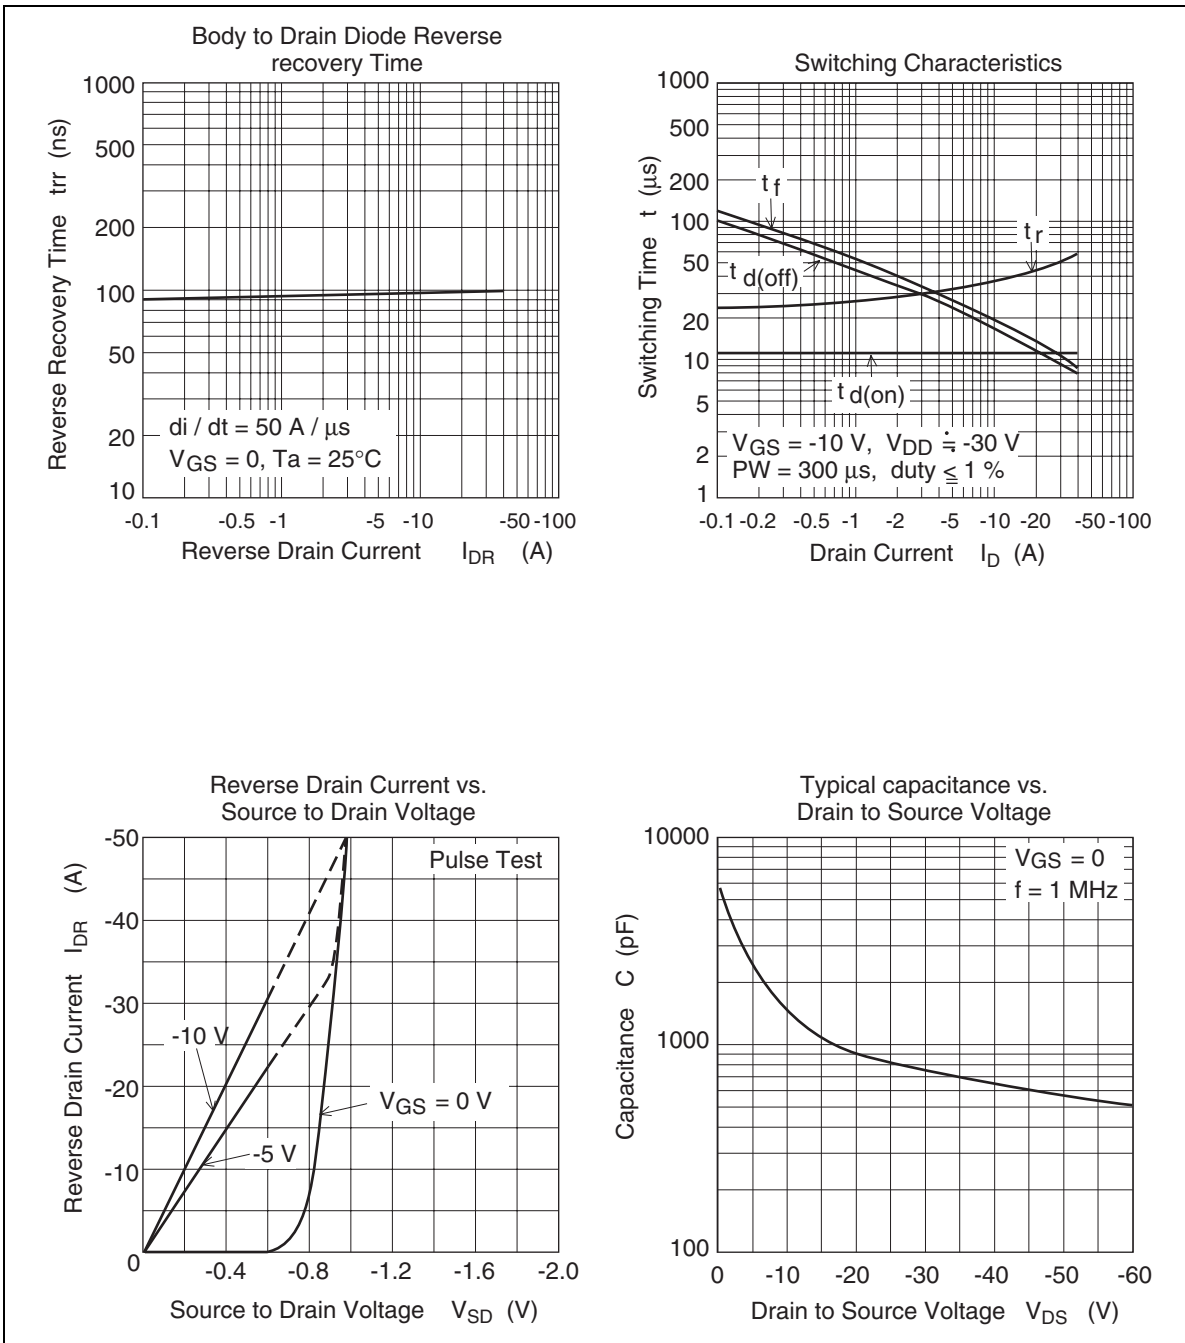 Body to Drain Diode Reverse
recovery Time
Reverse Recovery Time trr (ns)
1000
500
200
100
50
20
10
di / dt = 50 A / μs
VGS = 0, Ta = 25°C
-0.1 -0.5 -1 -5 -10 -50 -100
Reverse Drain Current IDR (A)
Switching Characteristics
Switching Time t (μs)
1000
500
200
100
50
20
10
5
2
1
t f
t r
t d(off)
t d(on)
VGS = -10 V, VDD ≒ -30 V
PW = 300 μs, duty ≦ 1 %
-0.1 -0.2 -0.5 -1 -2 -5 -10 -20 -50 -100
Drain Current ID (A)
Reverse Drain Current vs.
Source to Drain Voltage
Reverse Drain Current IDR (A)
-50
-40
-30
-20
-10
0
Pulse Test
-10 V
VGS = 0 V
-5 V
-0.4 -0.8 -1.2 -1.6 -2.0
Source to Drain Voltage VSD (V)
Typical capacitance vs.
Drain to Source Voltage
Capacitance C (pF)
10000
1000
100
VGS = 0
f = 1 MHz
0 -10 -20 -30 -40 -50 -60
Drain to Source Voltage VDS (V)